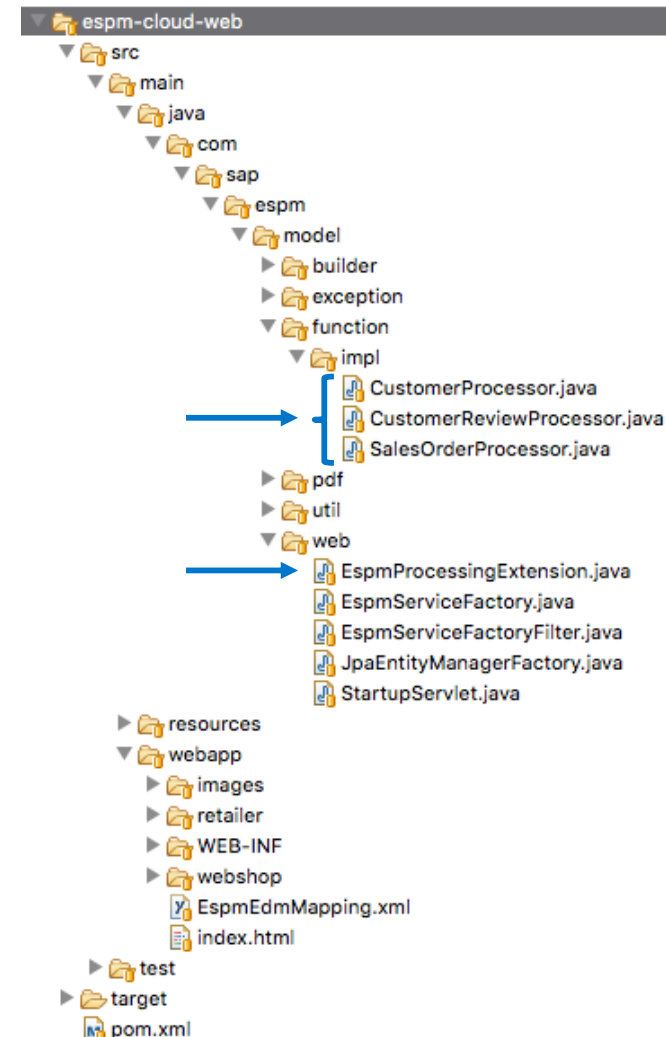 espm-cloud-web
src
main
java
com
sap
espm
model
builder
exception
function
impl
CustomerProcessor.java
CustomerReviewProcessor.java
SalesOrderProcessor.java
pdf
util
web
EspmProcessingExtension.java
EspmServiceFactory.java
EspmServiceFactoryFilter.java
JpaEntityManagerFactory.java
StartupServlet.java
resources
webapp
images
retailer
WEB-INF
webshop
EspmEdmMapping.xml
index.html
test
target
pom.xml